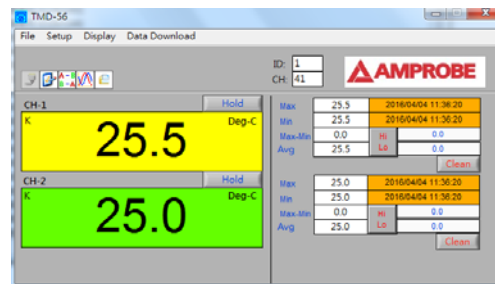 TMD-56
File Setup Display Data Download
ID: 1
CH: 41
AMPROBE
CH-1 Hold
K Deg-C
25.5
Max 25.5 2016/04/04 11:36:20
Min 25.5 2016/04/04 11:36:20
Max-Min 0.0 Hi 0.0
Avg 25.5 Lo 0.0
Clean
CH-2 Hold
K Deg-C
25.0
Max 25.0 2016/04/04 11:36:20
Min 25.0 2016/04/04 11:36:20
Max-Min 0.0 Hi 0.0
Avg 25.0 Lo 0.0
Clean